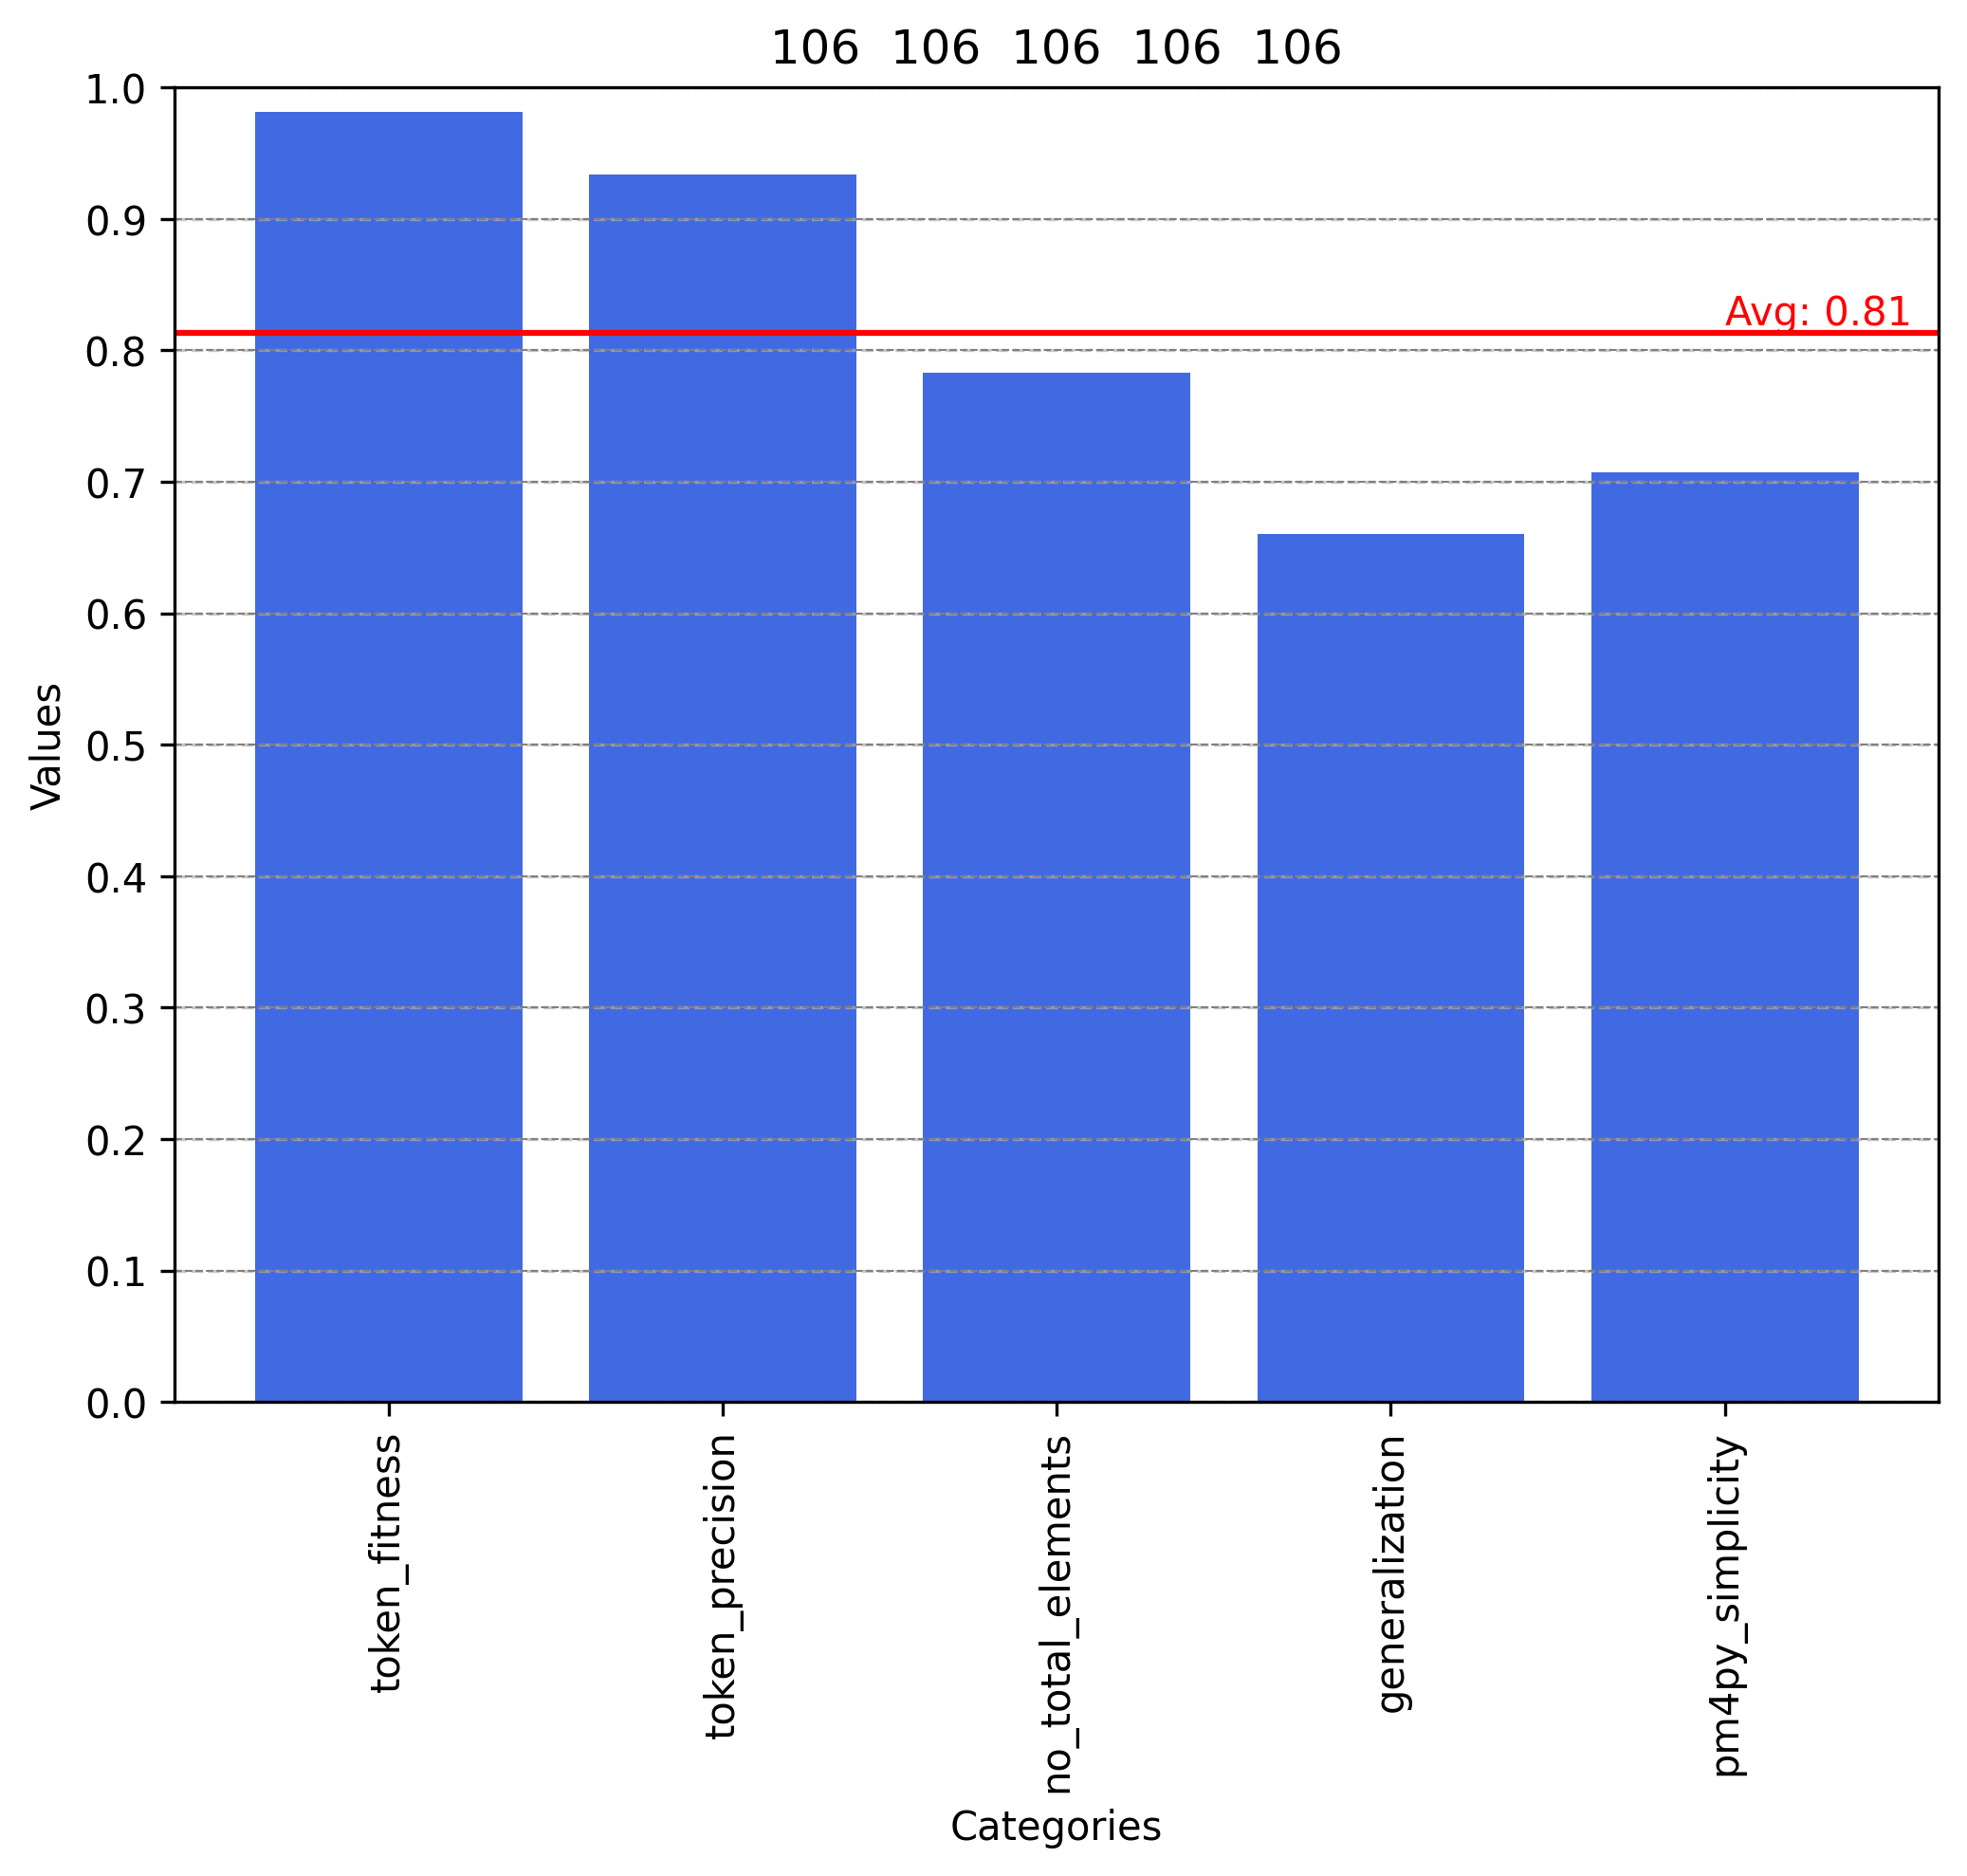 106  106  106  106  106
1.0
0.9
0.8
0.7
0.6
0.5
0.4
0.3
0.2
0.1
0.0
Values
Avg: 0.81
token_fitness
token_precision
no_total_elements
generalization
pm4py_simplicity
Categories